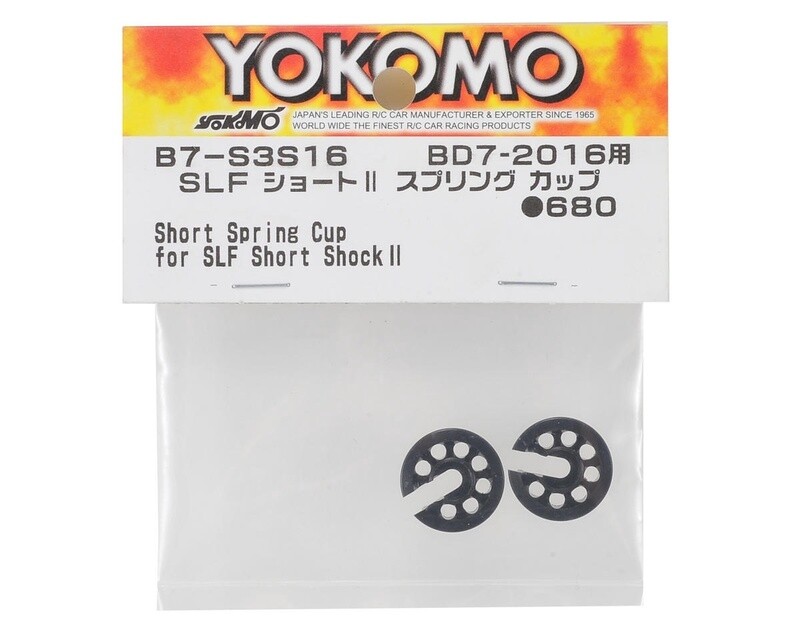 YOKOMO
YOKOMO JAPAN'S LEADING R/C CAR MANUFACTURER & EXPORTER SINCE 1965
WORLD WIDE THE FINEST R/C CAR RACING PRODUCTS
B7-S3S16 BD7-2016用
SLF ショートⅡ スプリング カップ
●680
Short Spring Cup
for SLF Short ShockⅡ